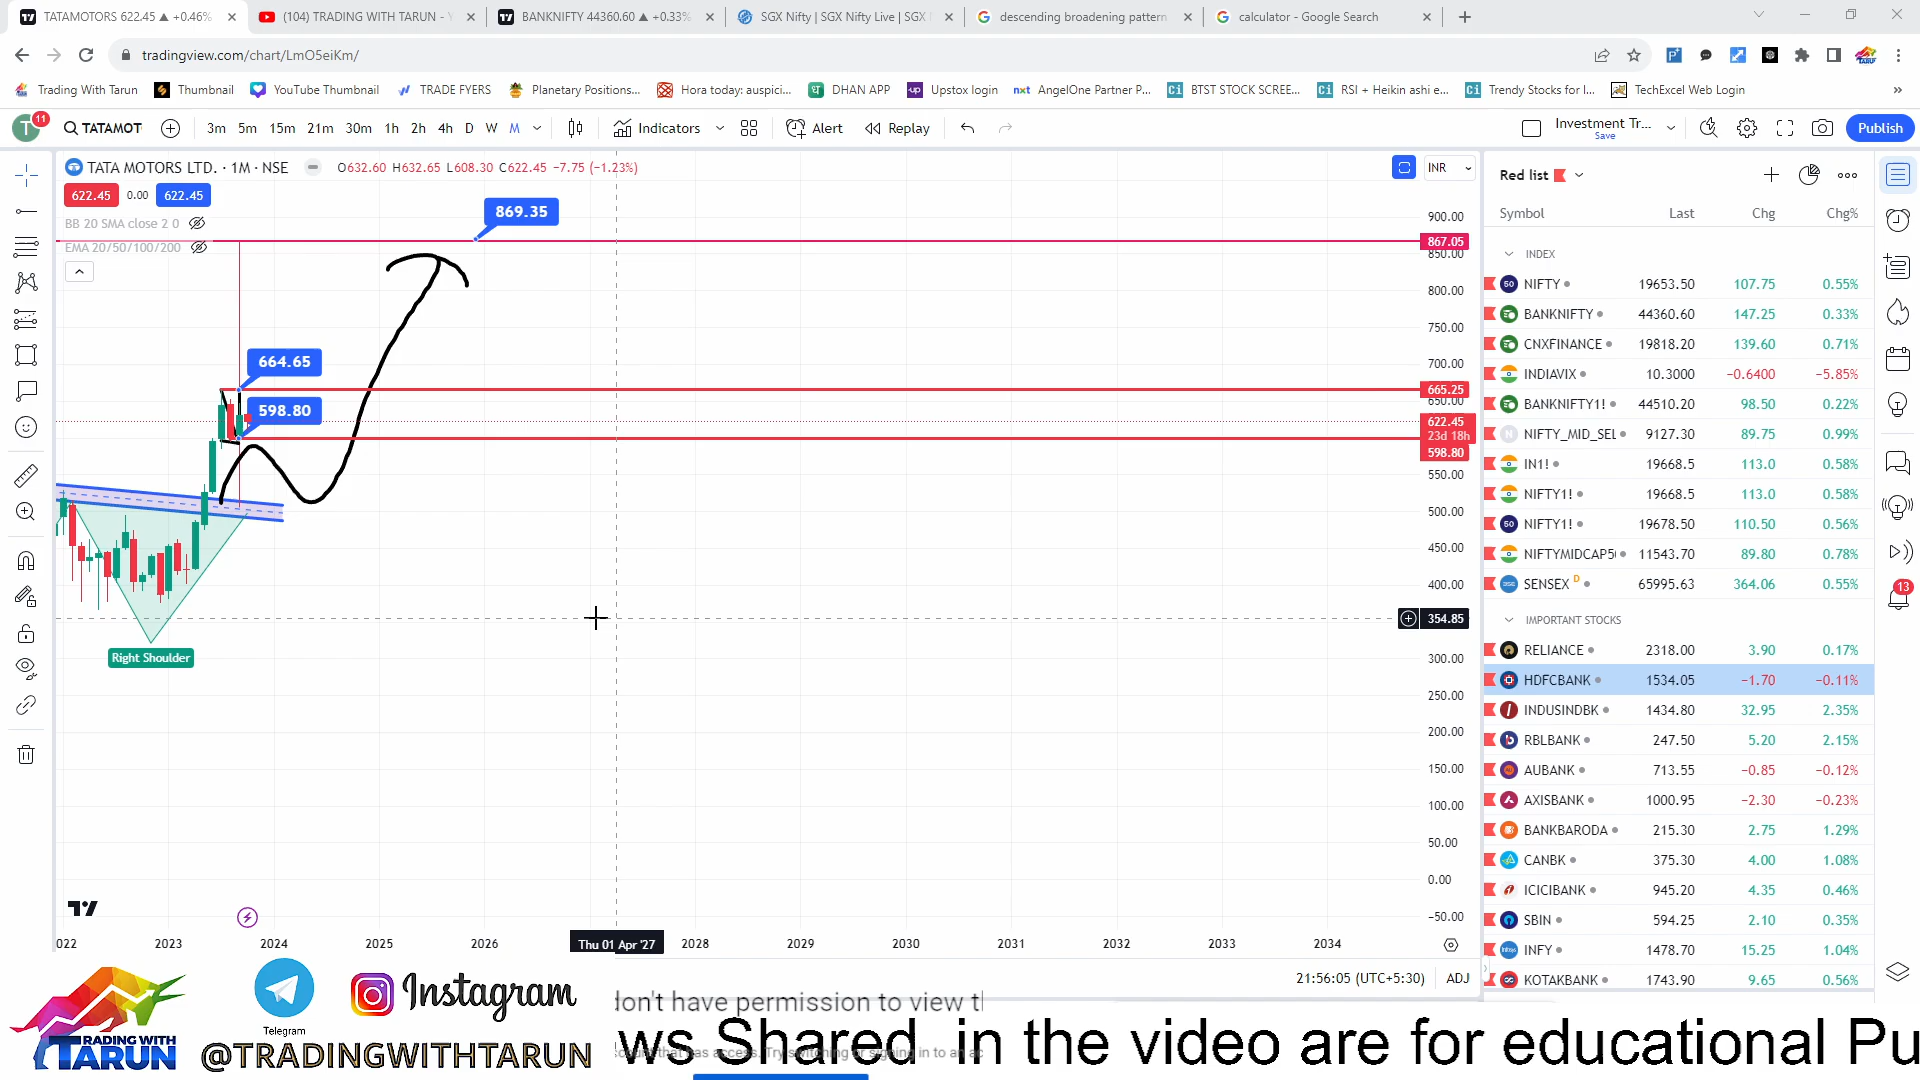 TATAMOTORS 622.45 ▲ +0.46%
(104) TRADING WITH TARUN -
BANKNIFTY 44360.60 ▲ +0.33%
SGX Nifty | SGX Nifty Live | SGX
descending broadening pattern
calculator - Google Search
tradingview.com/chart/LmO5eiKm/
Trading With Tarun
Thumbnail
YouTube Thumbnail
TRADE FYERS
Planetary Positions...
Hora today: auspici...
DHAN APP
Upstox login
AngelOne Partner P...
BTST STOCK SCREE...
RSI + Heikin ashi e...
Trendy Stocks for I...
TechExcel Web Login
T 11
TATAMOT
3m 5m 15m 21m 30m 1h 2h 4h D W M
Indicators
Alert
Replay
Investment Tr...
Save
Publish
TATA MOTORS LTD. · 1M · NSE
O632.60 H632.65 L608.30 C622.45 −7.75 (−1.23%)
INR
622.45 0.00 622.45
BB 20 SMA close 2 0
EMA 20/50/100/200
869.35
664.65
598.80
Right Shoulder
900.00
867.05
850.00
800.00
750.00
700.00
665.25
650.00
622.45
23d 18h
598.80
550.00
500.00
450.00
400.00
354.85
300.00
250.00
200.00
150.00
100.00
50.00
0.00
−50.00
022 2023 2024 2025 2026 Thu 01 Apr '27 2028 2029 2030 2031 2032 2033 2034
21:56:05 (UTC+5:30) ADJ
Red list
Symbol Last Chg Chg%
INDEX
NIFTY 19653.50 107.75 0.55%
BANKNIFTY 44360.60 147.25 0.33%
CNXFINANCE 19818.20 139.60 0.71%
INDIAVIX 10.3000 −0.6400 −5.85%
BANKNIFTY1! 44510.20 98.50 0.22%
NIFTY_MID_SEL 9127.30 89.75 0.99%
IN1! 19668.5 113.0 0.58%
NIFTY1! 19668.5 113.0 0.58%
NIFTY1! 19678.50 110.50 0.56%
NIFTYMIDCAP5( 11543.70 89.80 0.78%
SENSEX D 65995.63 364.06 0.55%
IMPORTANT STOCKS
RELIANCE 2318.00 3.90 0.17%
HDFCBANK 1534.05 −1.70 −0.11%
INDUSINDBK 1434.80 32.95 2.35%
RBLBANK 247.50 5.20 2.15%
AUBANK 713.55 −0.85 −0.12%
AXISBANK 1000.95 −2.30 −0.23%
BANKBARODA 215.30 2.75 1.29%
CANBK 375.30 4.00 1.08%
ICICIBANK 945.20 4.35 0.46%
SBIN 594.25 2.10 0.35%
INFY 1478.70 15.25 1.04%
KOTAKBANK 1743.90 9.65 0.56%
13
TRADING WITH
TARUN
Telegram
Instagram
@TRADINGWITHTARUN
don't have permission to view tl
ws Shared in the video are for educational Pu